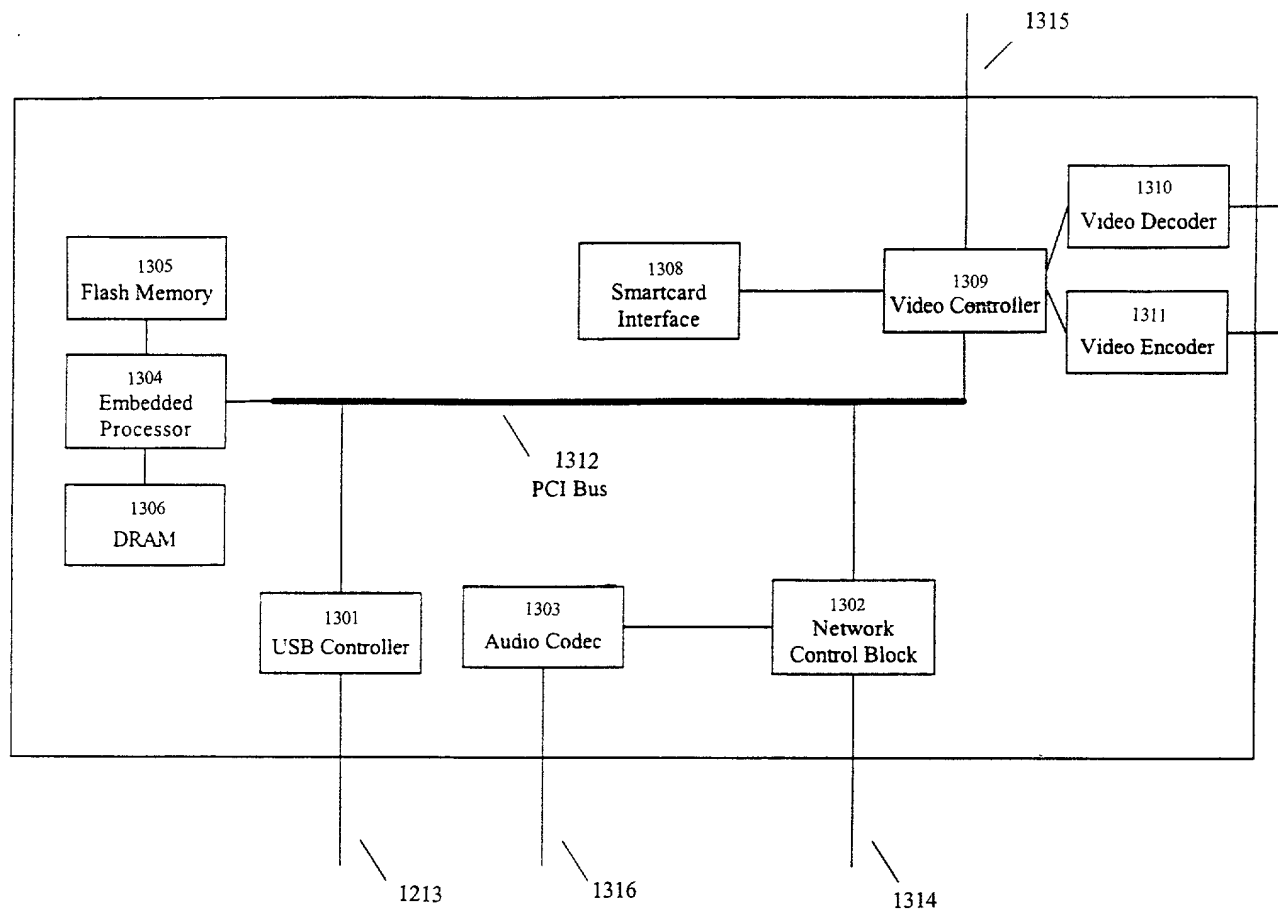 1315
1310
Video Decoder
1305
Flash Memory
1308
Smartcard
Interface
1309
Video Controller
1311
Video Encoder
1304
Embedded
Processor
1312
PCI Bus
1306
DRAM
1301
USB Controller
1303
Audio Codec
1302
Network
Control Block
1213
1316
1314